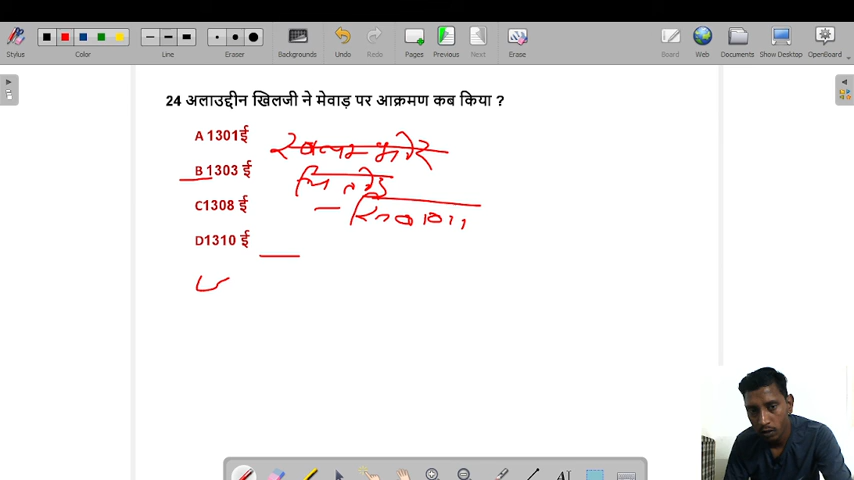 Stylus
Color
Line
Eraser
Backgrounds
Undo
Redo
Pages
Previous
Next
Erase
Board
Web
Documents
Show Desktop
OpenBoard
24 अलाउद्दीन खिलजी ने मेवाड़ पर आक्रमण कब किया ?
A 1301ई
B 1303 ई
C1308 ई
D1310 ई